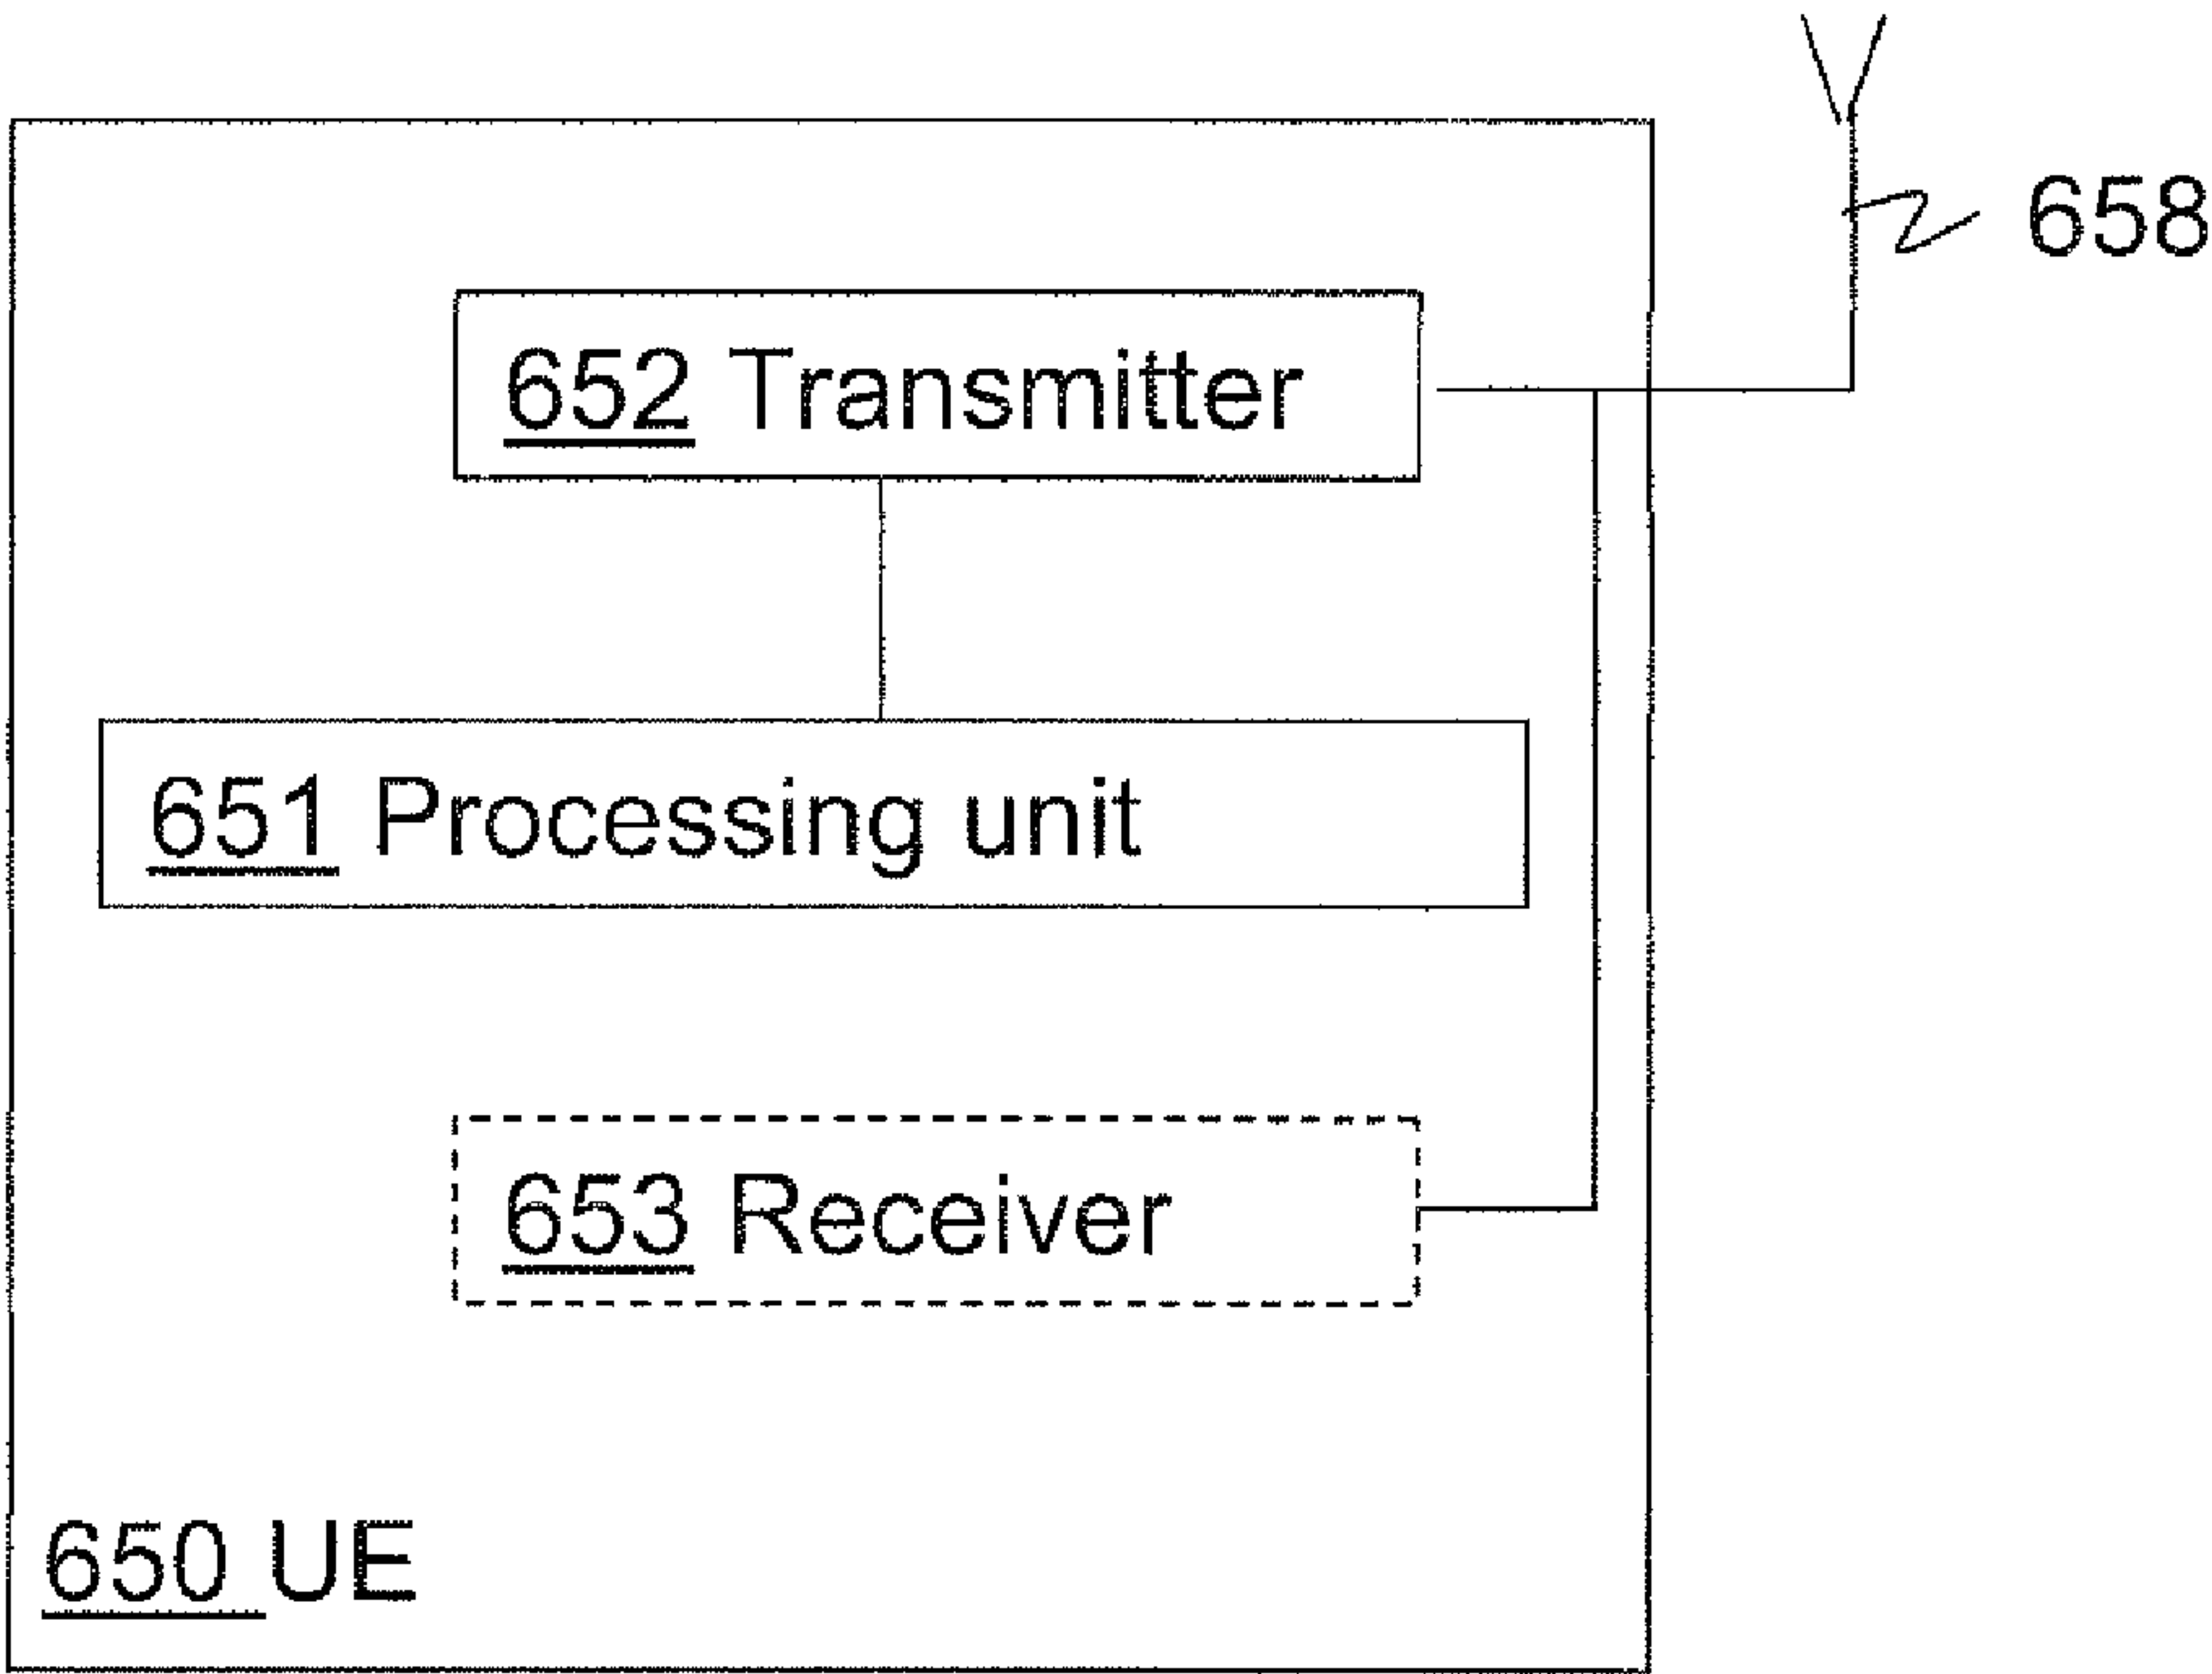 658
652 Transmitter
651 Processing unit
653 Receiver
650 UE